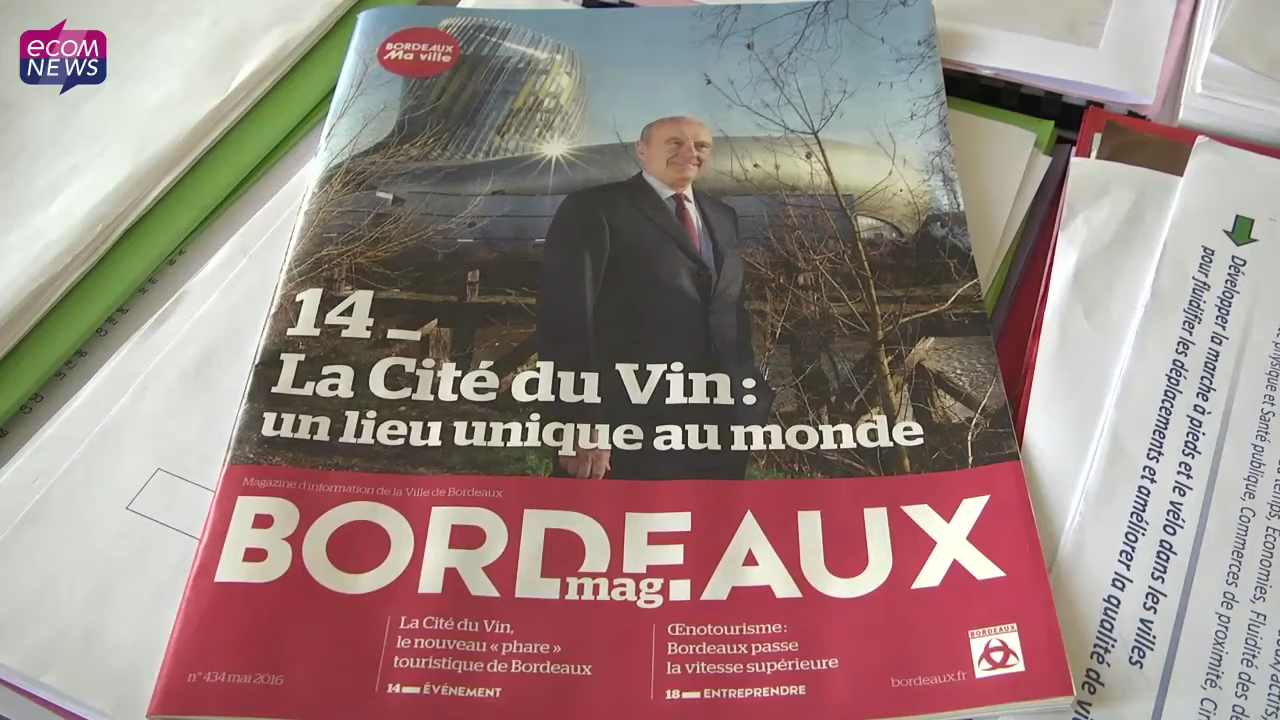 ecom
NEWS
BORDEAUX
Ma ville
14_
La Cité du Vin :
un lieu unique au monde
Magazine d'information de la Ville de Bordeaux
BORDEAUX
mag.
La Cité du Vin,
le nouveau « phare »
touristique de Bordeaux
14 — ÉVÉNEMENT
Œnotourisme :
Bordeaux passe
la vitesse supérieure
18 — ENTREPRENDRE
n° 434 mai 2016
bordeaux.fr
BORDEAUX
Développer la marche à pieds et le vélo dans les villes
pour fluidifier les déplacements et améliorer la qualité de
physique et Santé publique, Commerces de proximité,
Economies, Fluidité des